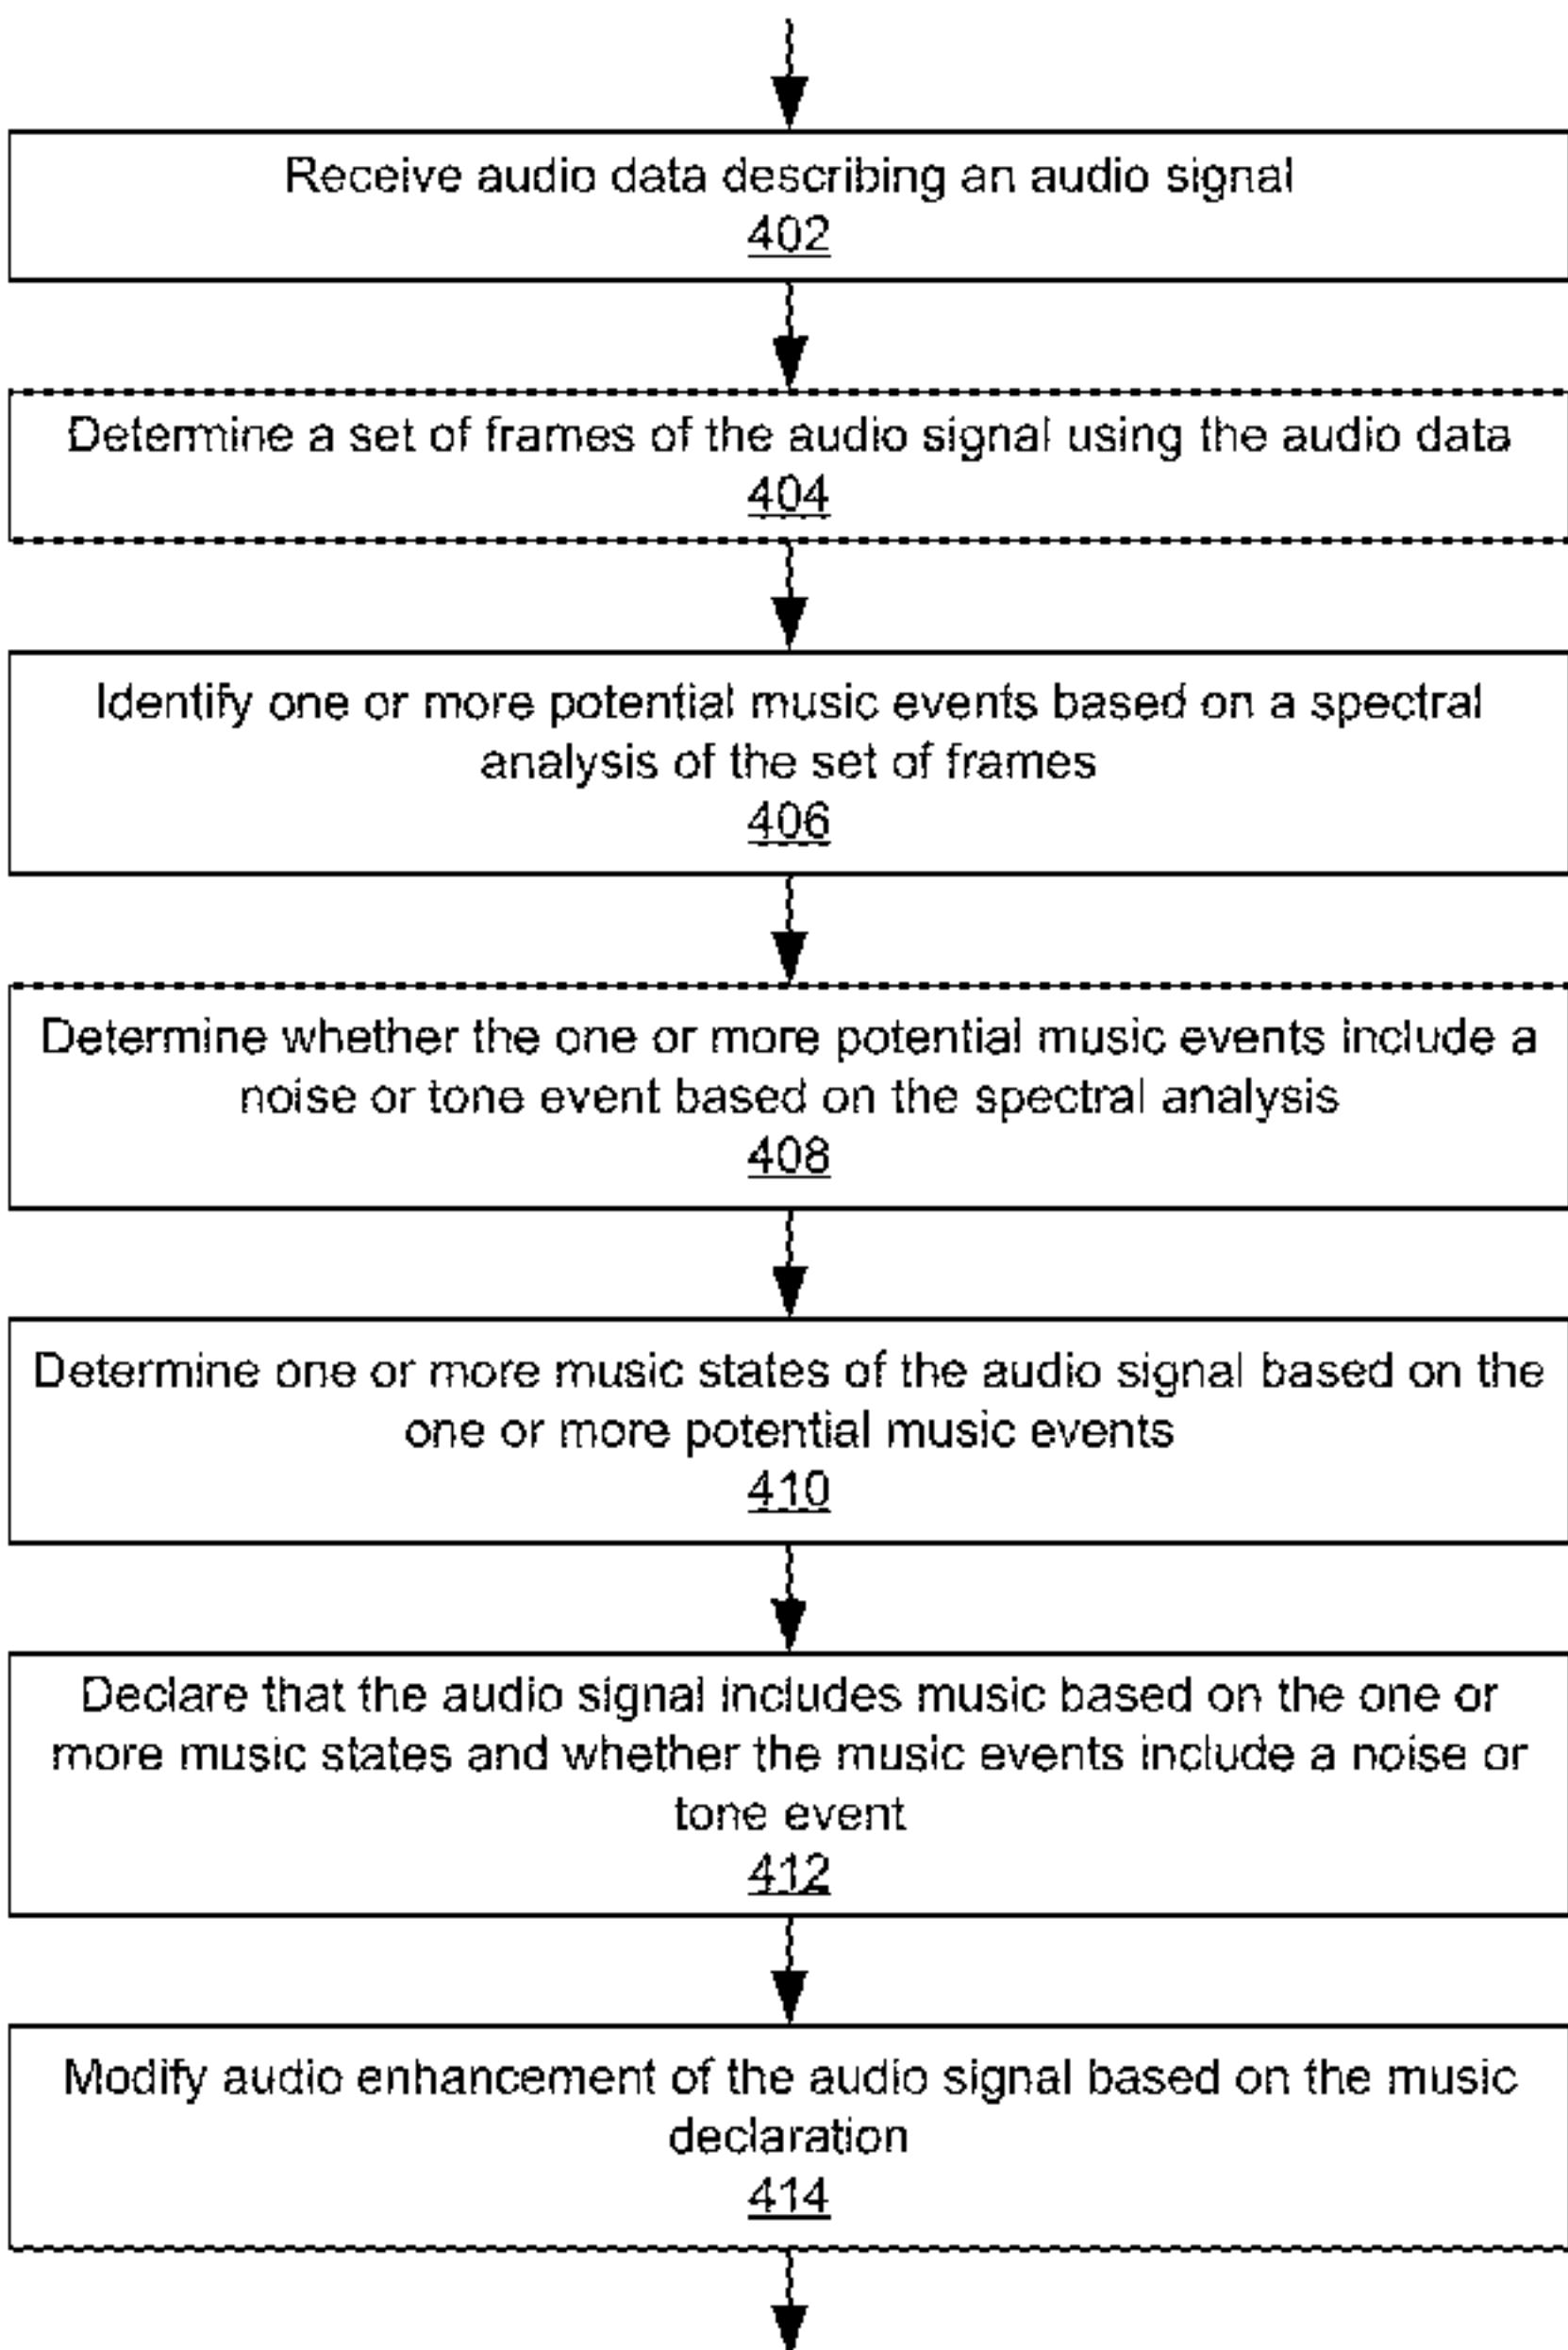 Receive audio data describing an audio signal
402
Determine a set of frames of the audio signal using the audio data
404
Identify one or more potential music events based on a spectral
analysis of the set of frames
406
Determine whether the one or more potential music events include a
noise or tone event based on the spectral analysis
408
Determine one or more music states of the audio signal based on the
one or more potential music events
410
Declare that the audio signal includes music based on the one or
more music states and whether the music events include a noise or
tone event
412
Modify audio enhancement of the audio signal based on the music
declaration
414